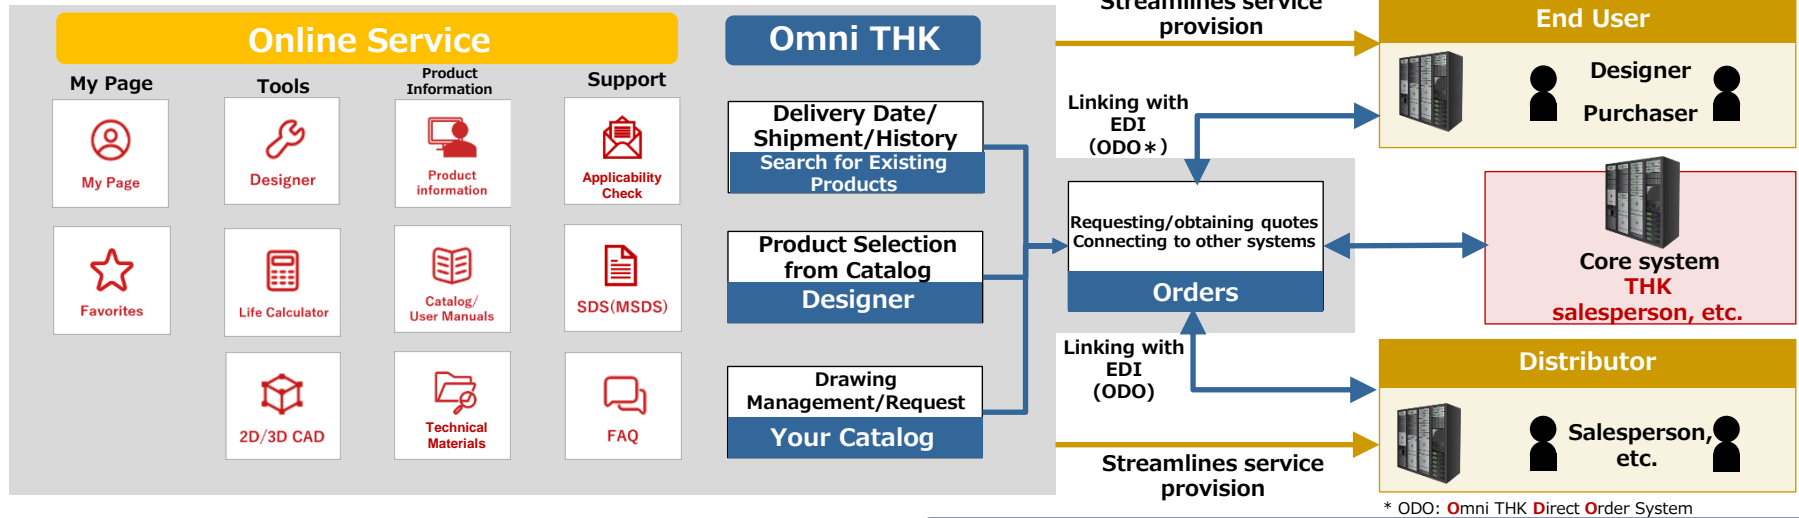 Online Service
My Page
Tools
Product
Information
Support
My Page
Designer
Product
information
Applicability
Check
Favorites
Life Calculator
Catalog/
User Manuals
SDS(MSDS)
2D/3D CAD
Technical
Materials
FAQ
Omni THK
Delivery Date/
Shipment/History
Search for Existing
Products
Product Selection
from Catalog
Designer
Drawing
Management/Request
Your Catalog
Streamlines service
provision
Linking with
EDI
(ODO*)
Requesting/obtaining quotes
Connecting to other systems
Orders
Linking with
EDI
(ODO)
Streamlines service
provision
End User
Designer
Purchaser
Core system
THK
salesperson, etc.
Distributor
Salesperson,
etc.
* ODO: Omni THK Direct Order System